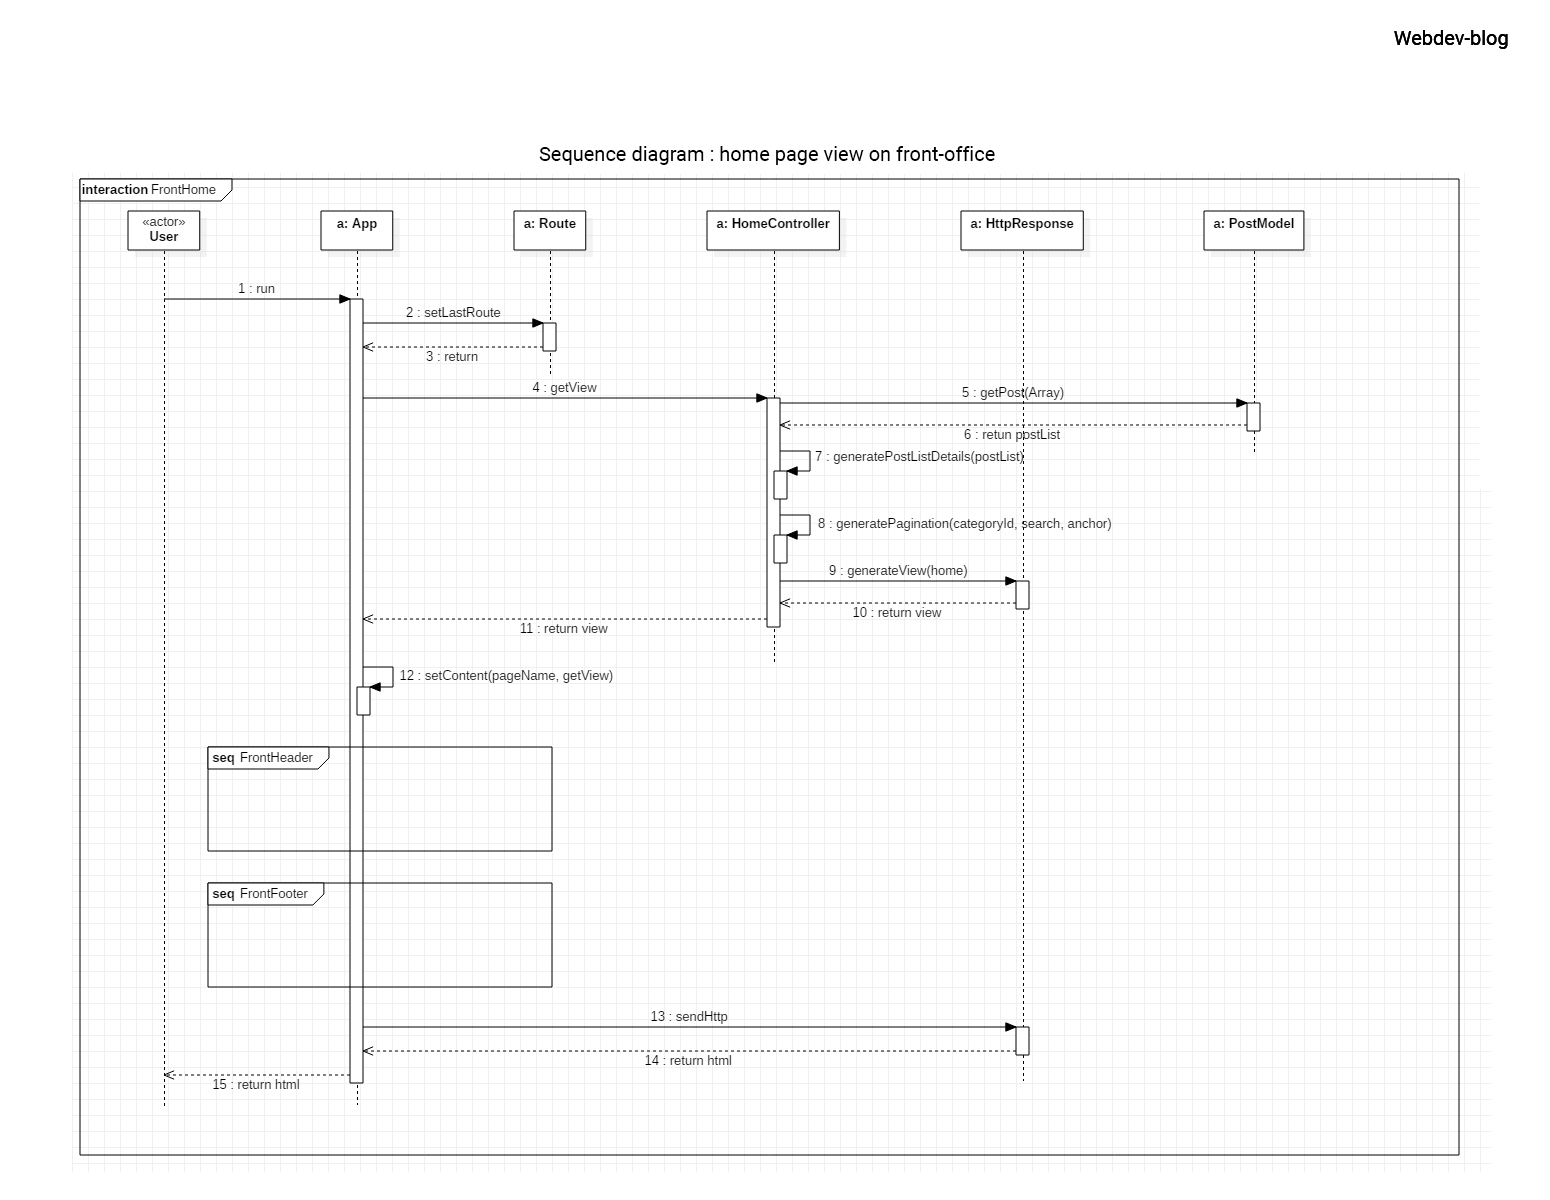 Webdev-blog
Sequence diagram : home page view on front-office
interaction FrontHome
«actor»
User
a: App
a: Route
a: HomeController
a: HttpResponse
a: PostModel
1 : run
2 : setLastRoute
3 : return
4 : getView
5 : getPost(Array)
6 : retun postList
7 : generatePostListDetails(postList)
8 : generatePagination(categoryId, search, anchor)
9 : generateView(home)
10 : return view
11 : return view
12 : setContent(pageName, getView)
seq FrontHeader
seq FrontFooter
13 : sendHttp
14 : return html
15 : return html